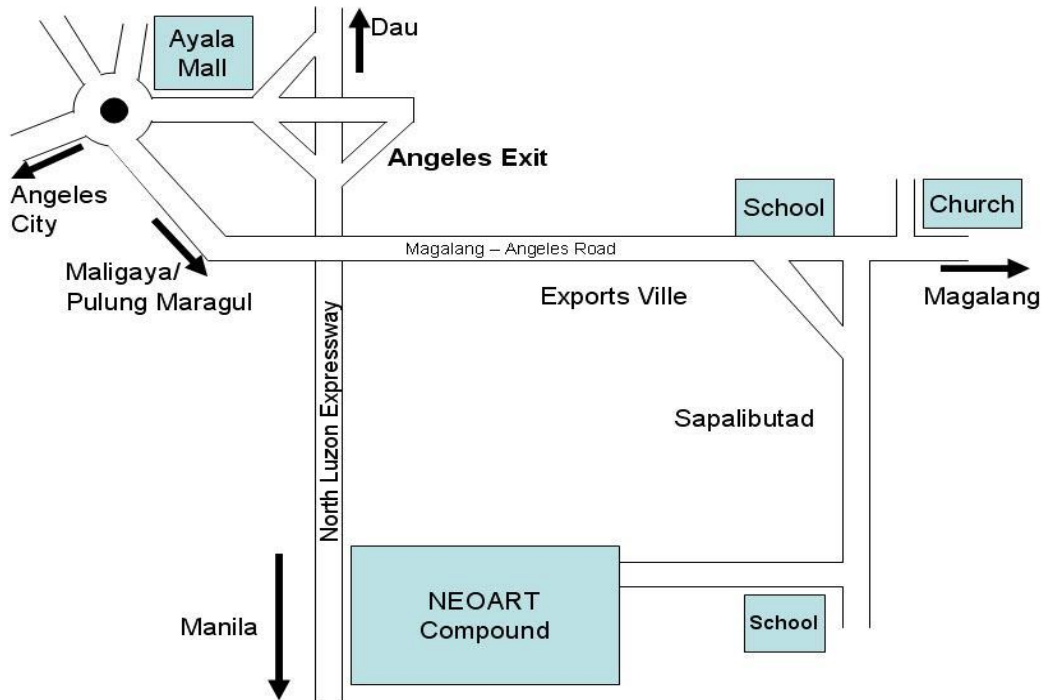 Dau
Ayala
Mall
Angeles Exit
Angeles
City
School
Church
Magalang – Angeles Road
Maligaya/
Pulung Maragul
Exports Ville
Magalang
North Luzon Expressway
Sapalibutad
NEOART
Compound
Manila
School